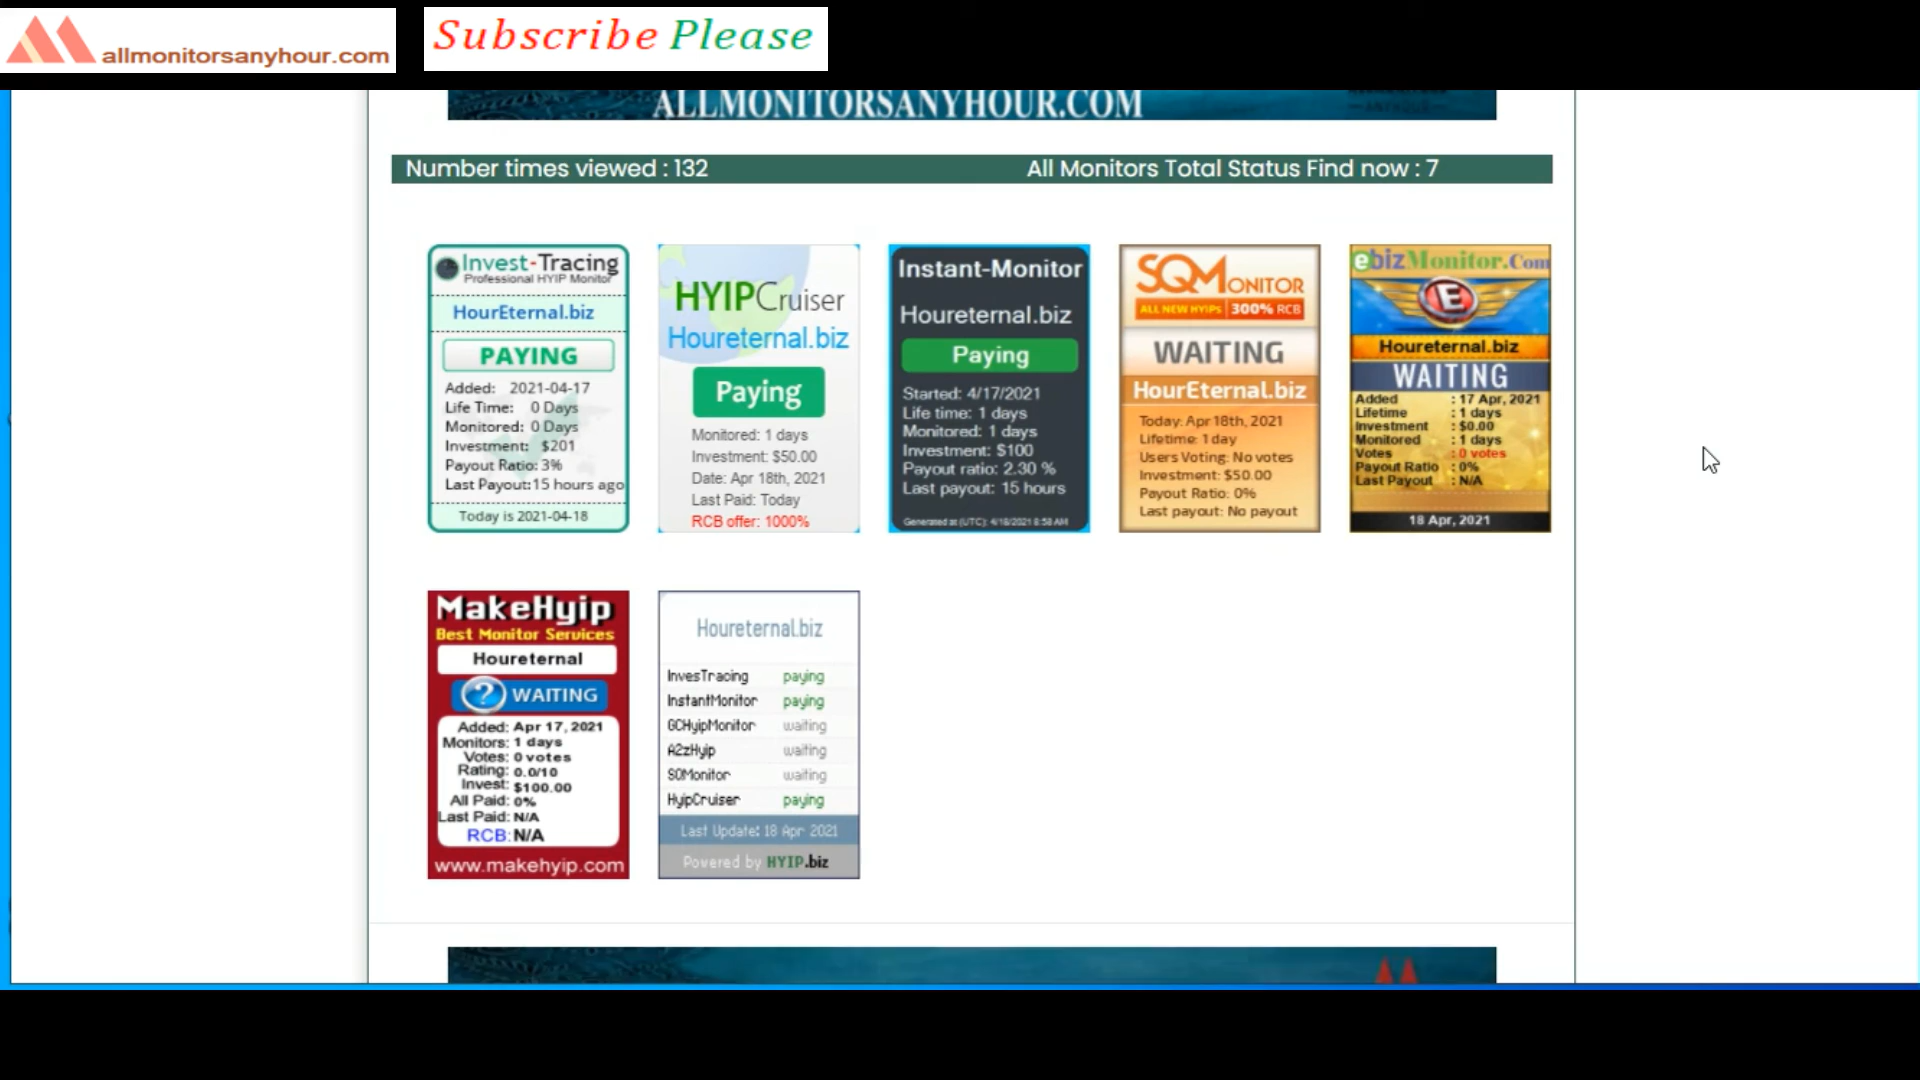 allmonitorsanyhour.com
Subscribe Please
ALLMONITORSANYHOUR.COM
Number times viewed : 132
All Monitors Total Status Find now : 7
Invest-Tracing
Professional HYIP Monitor
HourEternal.biz
PAYING
Added: 2021-04-17
Life Time: 0 Days
Monitored: 0 Days
Investment: $201
Payout Ratio: 3%
Last Payout:15 hours ago
Today is 2021-04-18
HYIPCruiser
Houreternal.biz
Paying
Monitored: 1 days
Investment: $50.00
Date: Apr 18th, 2021
Last Paid: Today
RCB offer: 1000%
Instant-Monitor
Houreternal.biz
Paying
Started: 4/17/2021
Life time: 1 days
Monitored: 1 days
Investment: $100
Payout ratio: 2.30 %
Last payout: 15 hours
Generated at (UTC): 4/18/2021 8:58 AM
SQMONITOR
ALL NEW HYIPS 300% RCB
WAITING
HourEternal.biz
Today: Apr 18th, 2021
Lifetime: 1 day
Users Voting: No votes
Investment: $50.00
Payout Ratio: 0%
Last payout: No payout
ebizMonitor.Com
E
Houreternal.biz
WAITING
Added : 17 Apr, 2021
Lifetime : 1 days
Investment : $0.00
Monitored : 1 days
Votes : 0 votes
Payout Ratio : 0%
Last Payout : N/A
18 Apr, 2021
MakeHyip
Best Monitor Services
Houreternal
? WAITING
Added: Apr 17, 2021
Monitors: 1 days
Votes: 0 votes
Rating: 0.0/10
Invest: $100.00
All Paid: 0%
Last Paid: N/A
RCB: N/A
www.makehyip.com
Houreternal.biz
InvesTracing paying
InstantMonitor paying
GCHyipMonitor waiting
A2zHyip waiting
SQMonitor waiting
HyipCruiser paying
Last Update: 18 Apr 2021
Powered by HYIP.biz